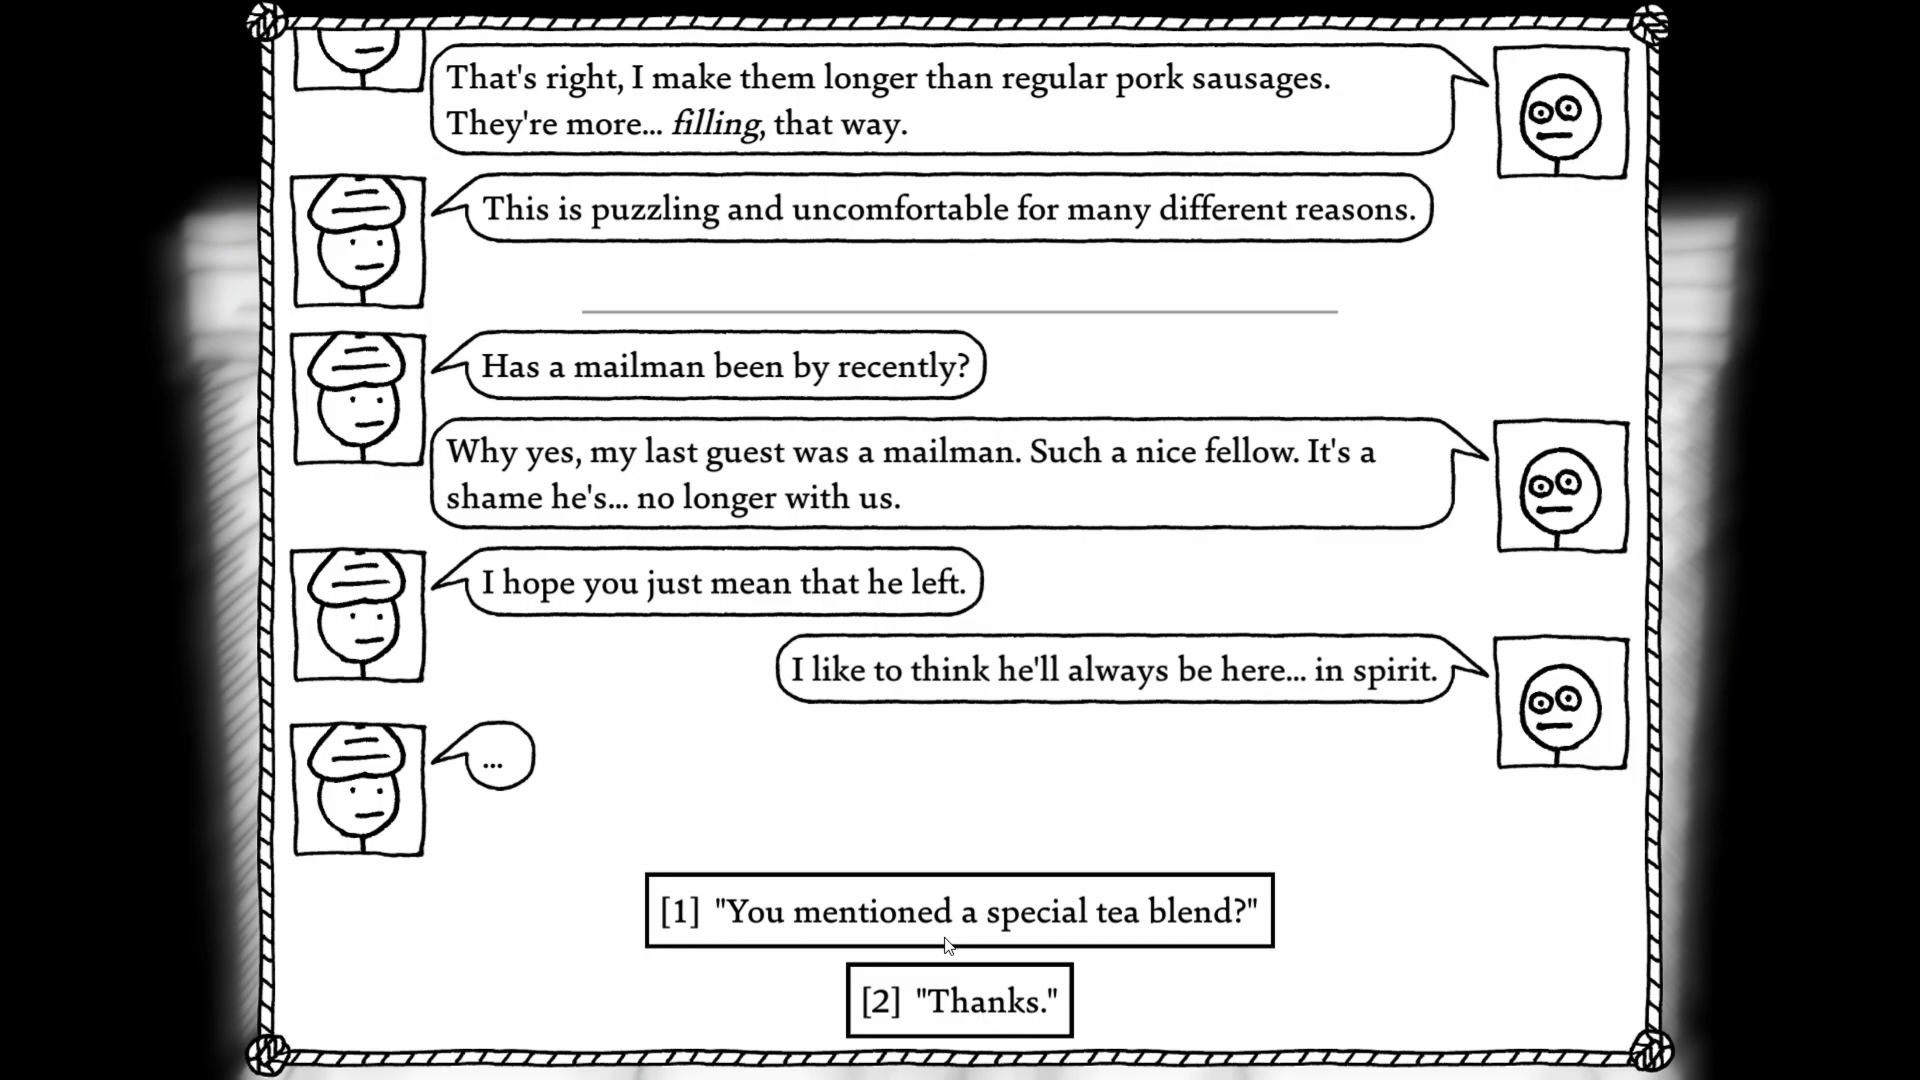 That's right, I make them longer than regular pork sausages.
They're more... filling, that way.
This is puzzling and uncomfortable for many different reasons.
Has a mailman been by recently?
Why yes, my last guest was a mailman. Such a nice fellow. It's a
shame he's... no longer with us.
I hope you just mean that he left.
I like to think he'll always be here... in spirit.
...
[1] "You mentioned a special tea blend?"
[2] "Thanks."